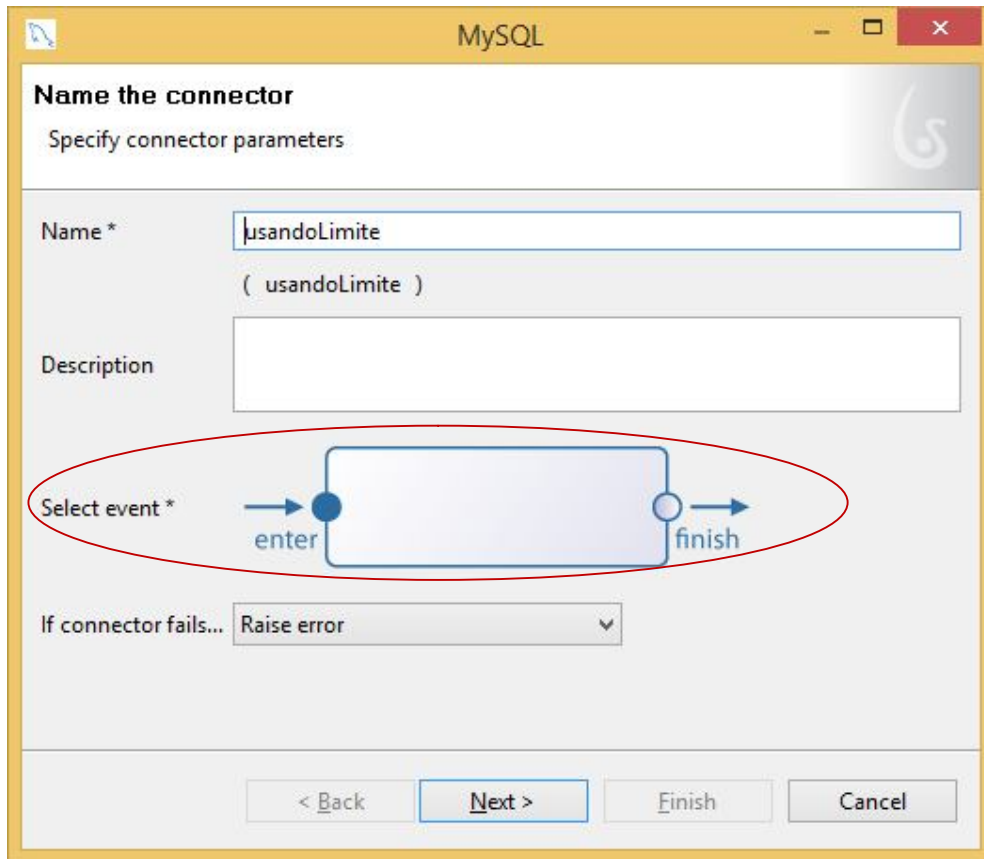 MySQL
Name the connector
Specify connector parameters
Name * usandoLimite
( usandoLimite )
Description
Select event * enter finish
If connector fails... Raise error
< Back Next > Finish Cancel